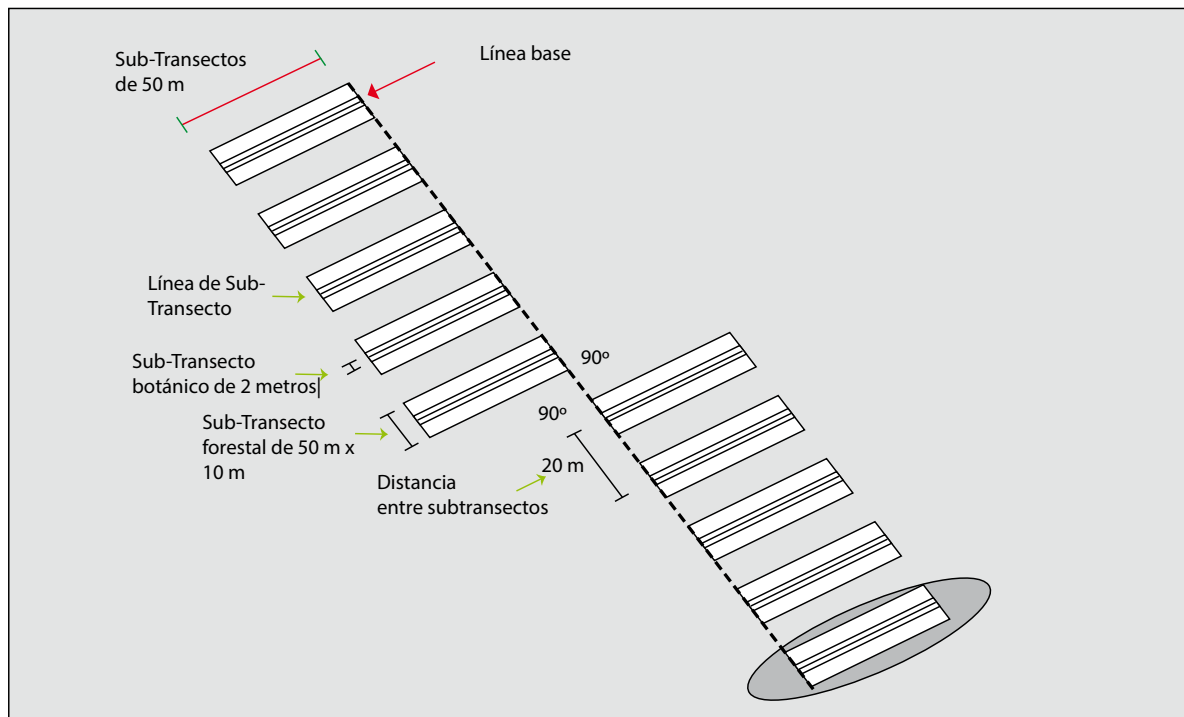 Sub-Transectos
de 50 m
Línea base
Línea de Sub-
Transecto
Sub-Transecto
botánico de 2 metros|
Sub-Transecto
forestal de 50 m x
10 m
90º
90º
20 m
Distancia
entre subtransectos